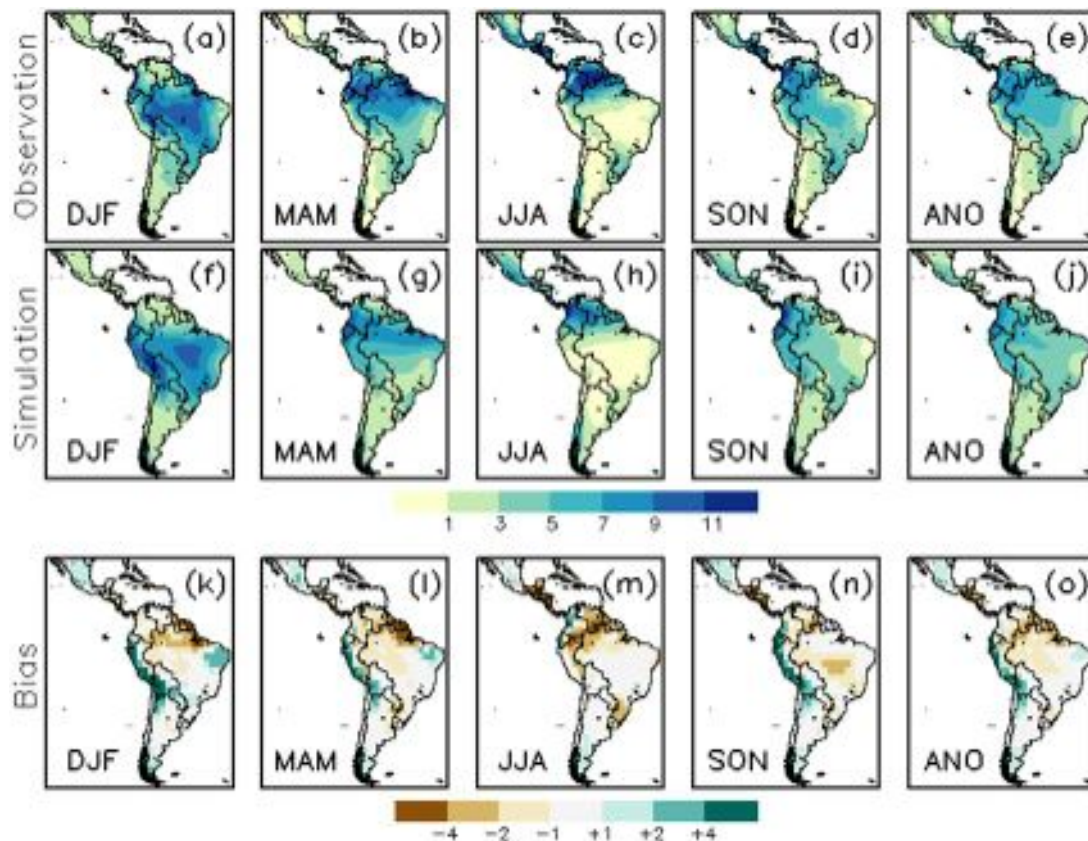 Observation
(a) (b) (c) (d) (e)
DJF MAM JJA SON ANO
Simulation
(f) (g) (h) (i) (j)
DJF MAM JJA SON ANO
1 3 5 7 9 11
Bias
(k) (l) (m) (n) (o)
DJF MAM JJA SON ANO
-4 -2 -1 +1 +2 +4